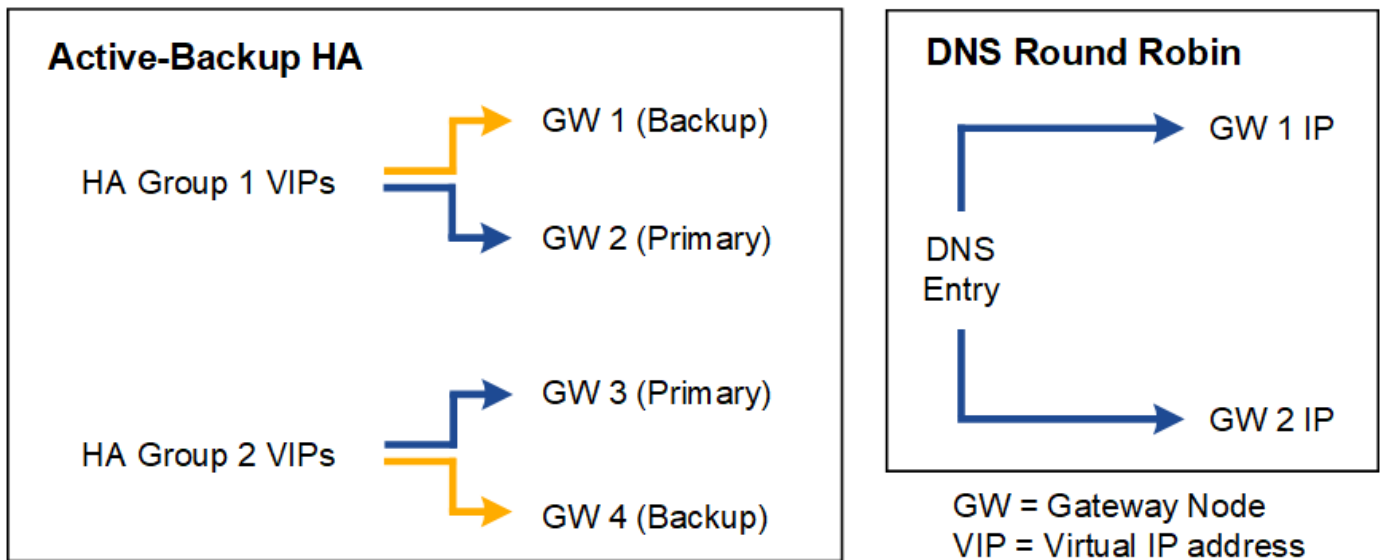 Active-Backup HA
GW 1 (Backup)
HA Group 1 VIPs
GW 2 (Primary)
GW 3 (Primary)
HA Group 2 VIPs
GW 4 (Backup)
DNS Round Robin
GW 1 IP
DNS
Entry
GW 2 IP
GW = Gateway Node
VIP = Virtual IP address